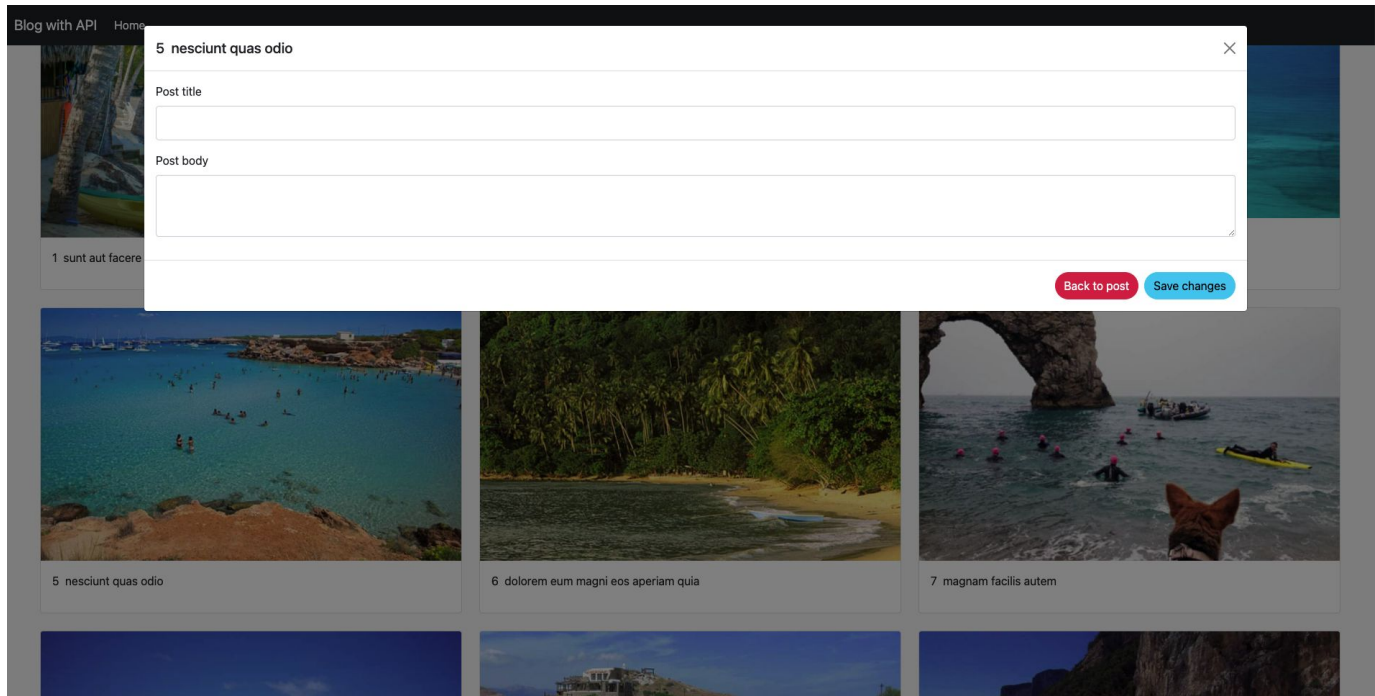 Blog with API Home
5 nesciunt quas odio
Post title
Post body
1 sunt aut facere
Back to post Save changes
5 nesciunt quas odio
6 dolorem eum magni eos aperiam quia
7 magnam facilis autem